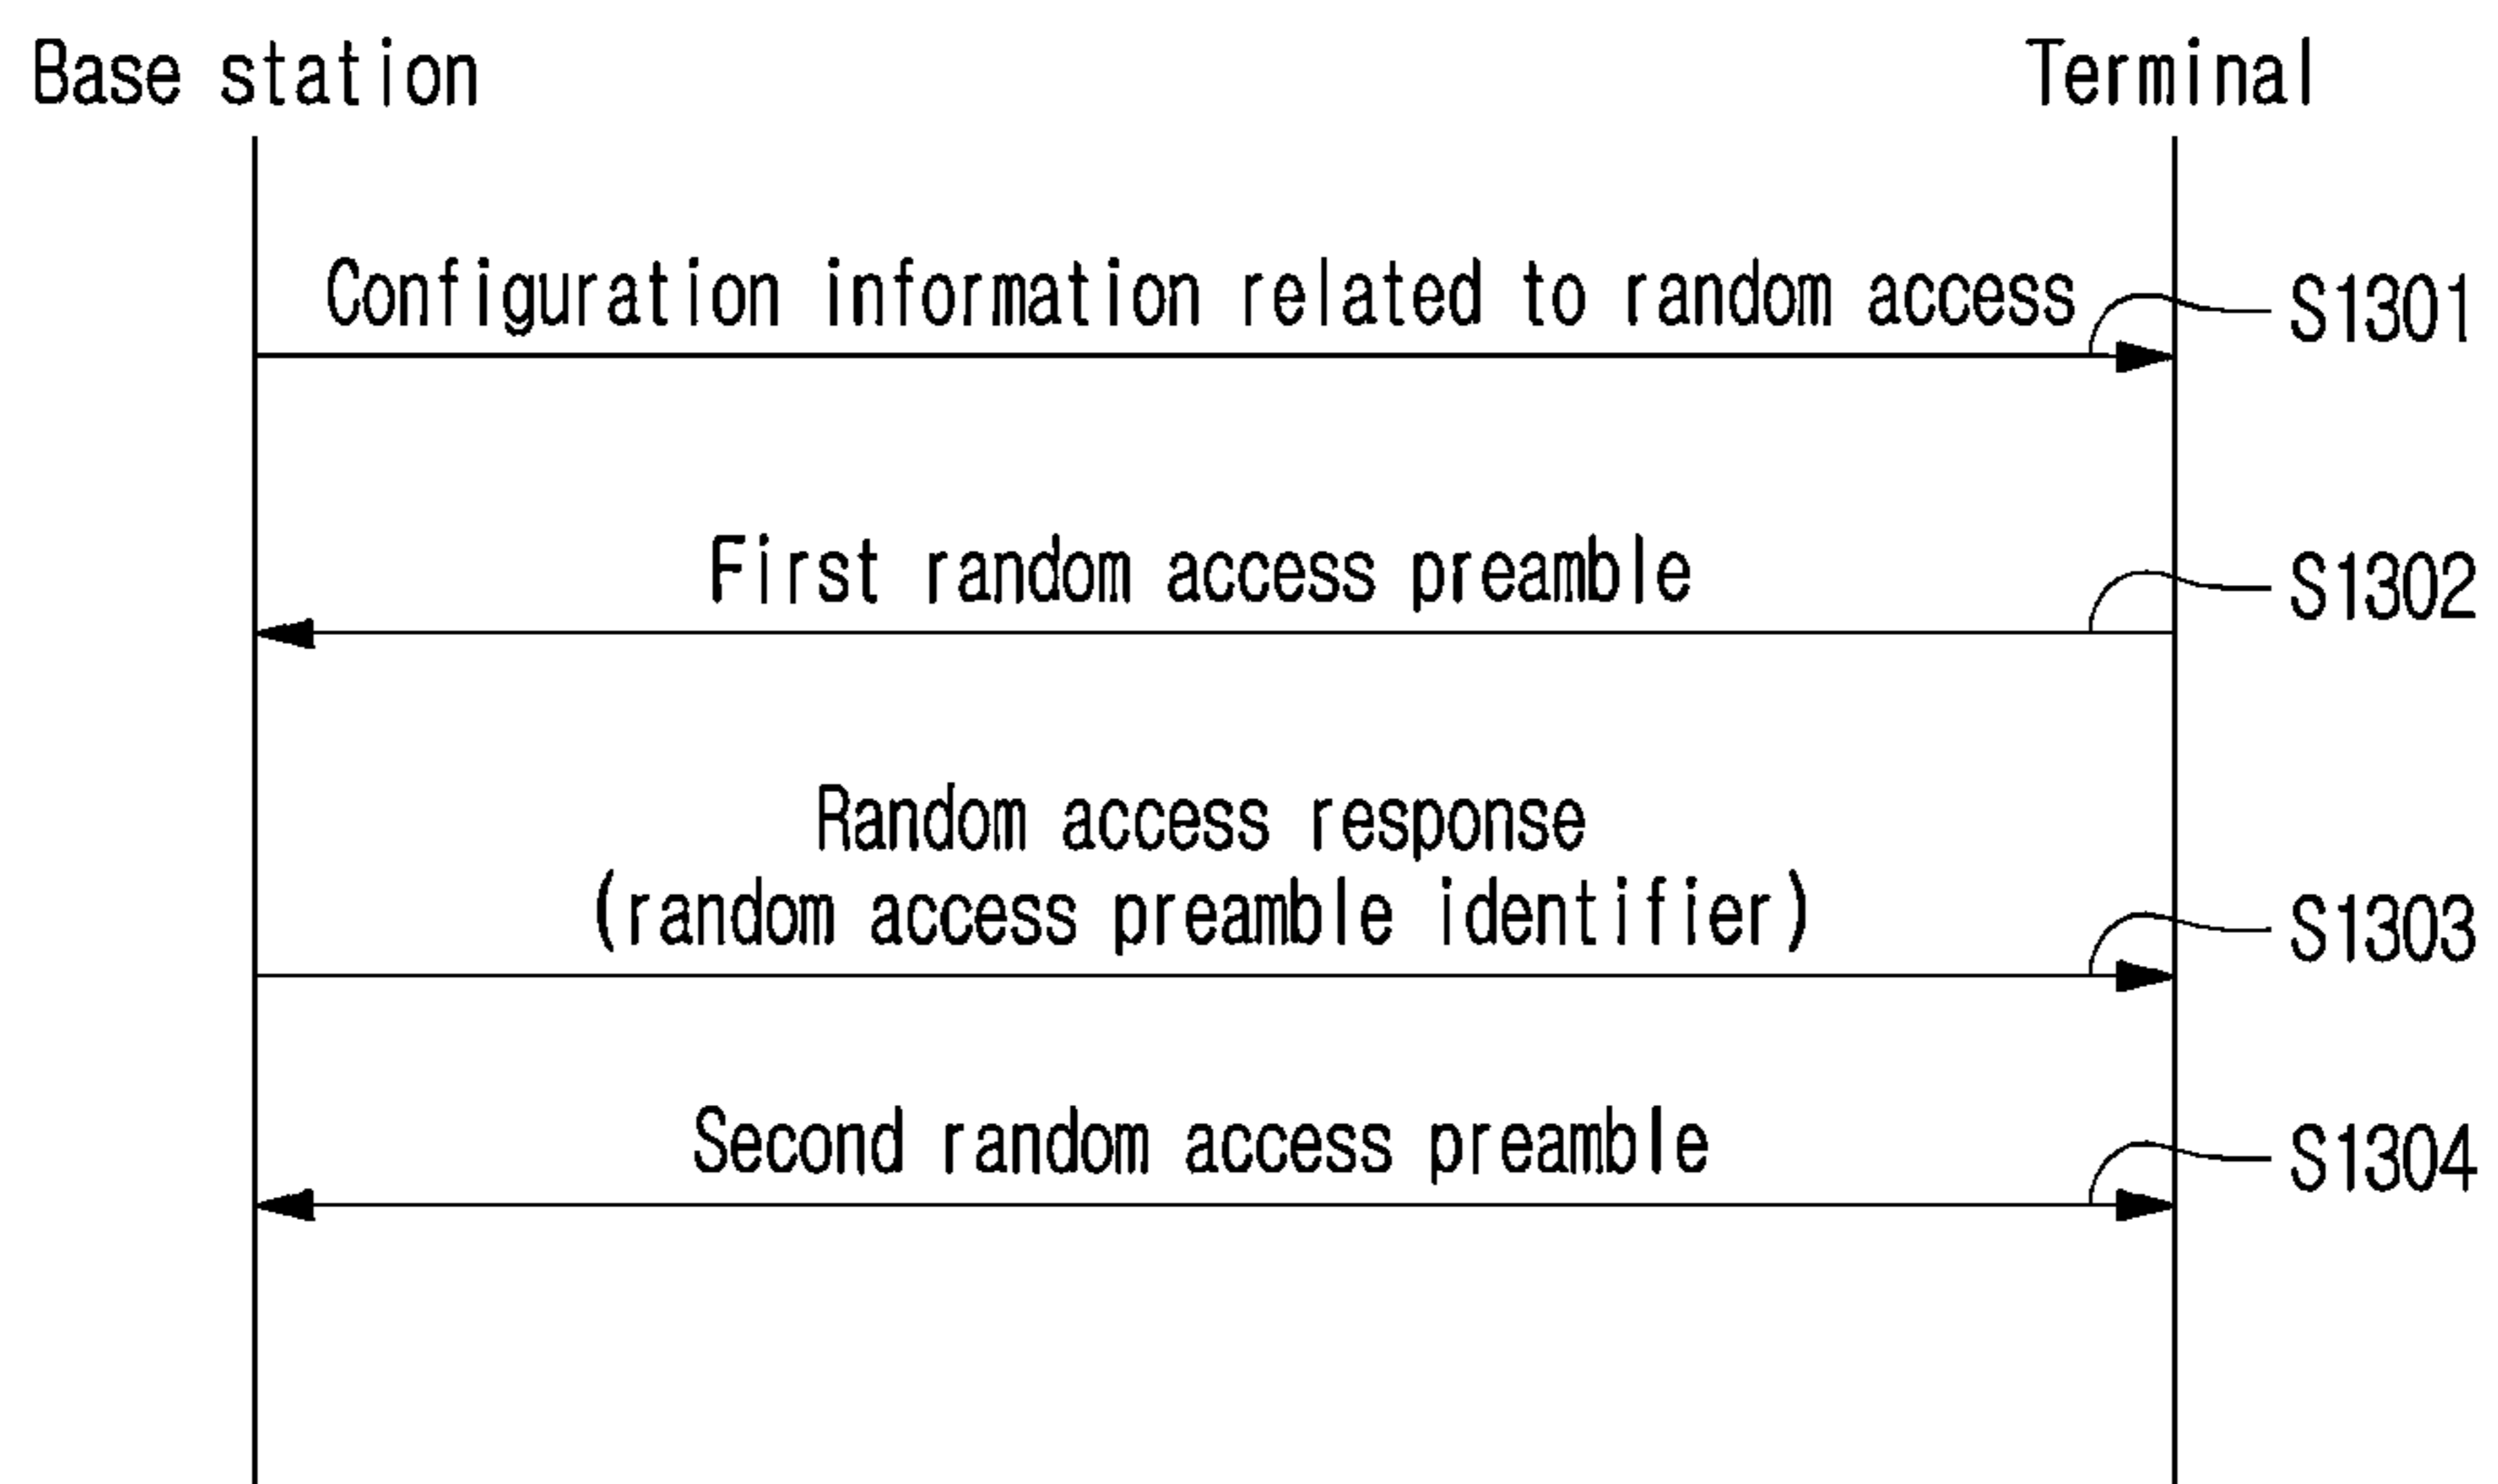 Base station
Terminal
Configuration information related to random access
S1301
First random access preamble
S1302
Random access response
(random access preamble identifier)
S1303
Second random access preamble
S1304